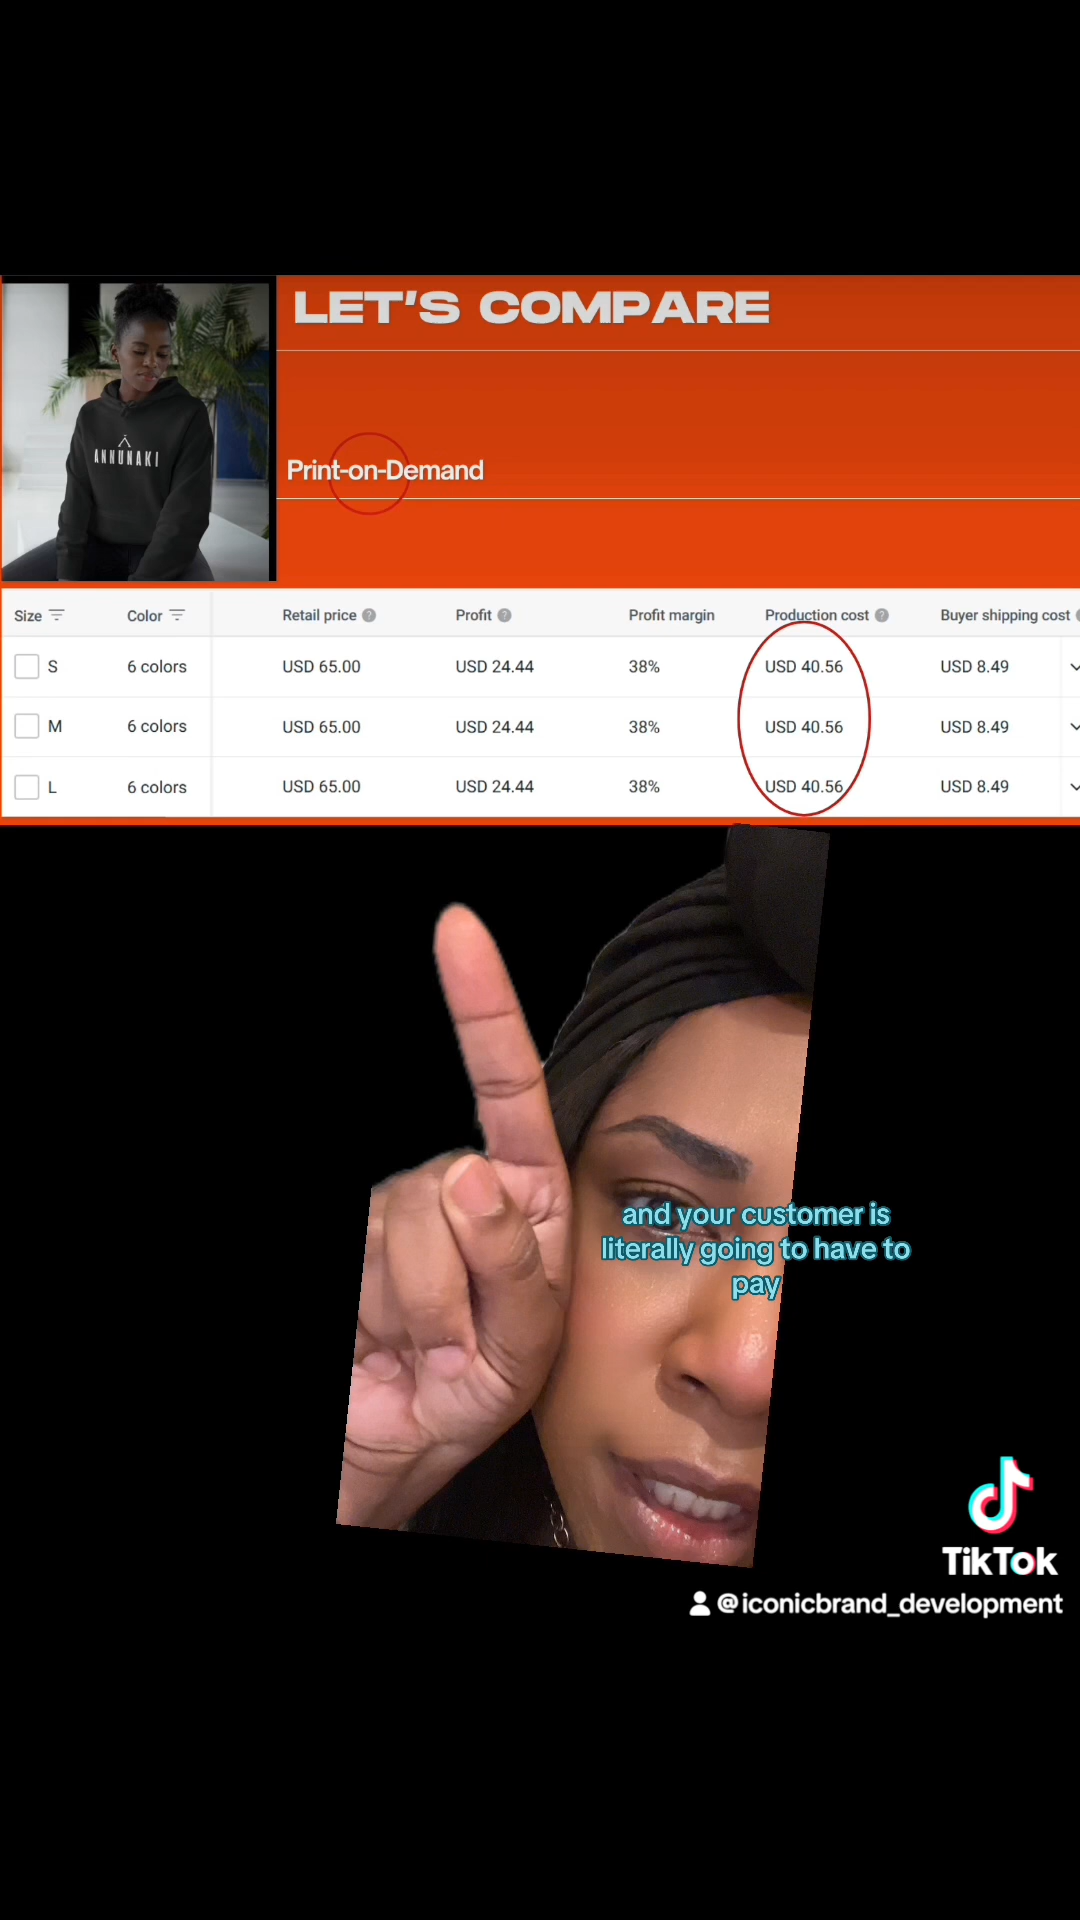 LET'S COMPARE
ANNUNAKI
Print-on-Demand
Size Color Retail price Profit Profit margin Production cost Buyer shipping cost
S 6 colors USD 65.00 USD 24.44 38% USD 40.56 USD 8.49
M 6 colors USD 65.00 USD 24.44 38% USD 40.56 USD 8.49
L 6 colors USD 65.00 USD 24.44 38% USD 40.56 USD 8.49
and your customer is
literally going to have to
pay
TikTok
@iconicbrand_development